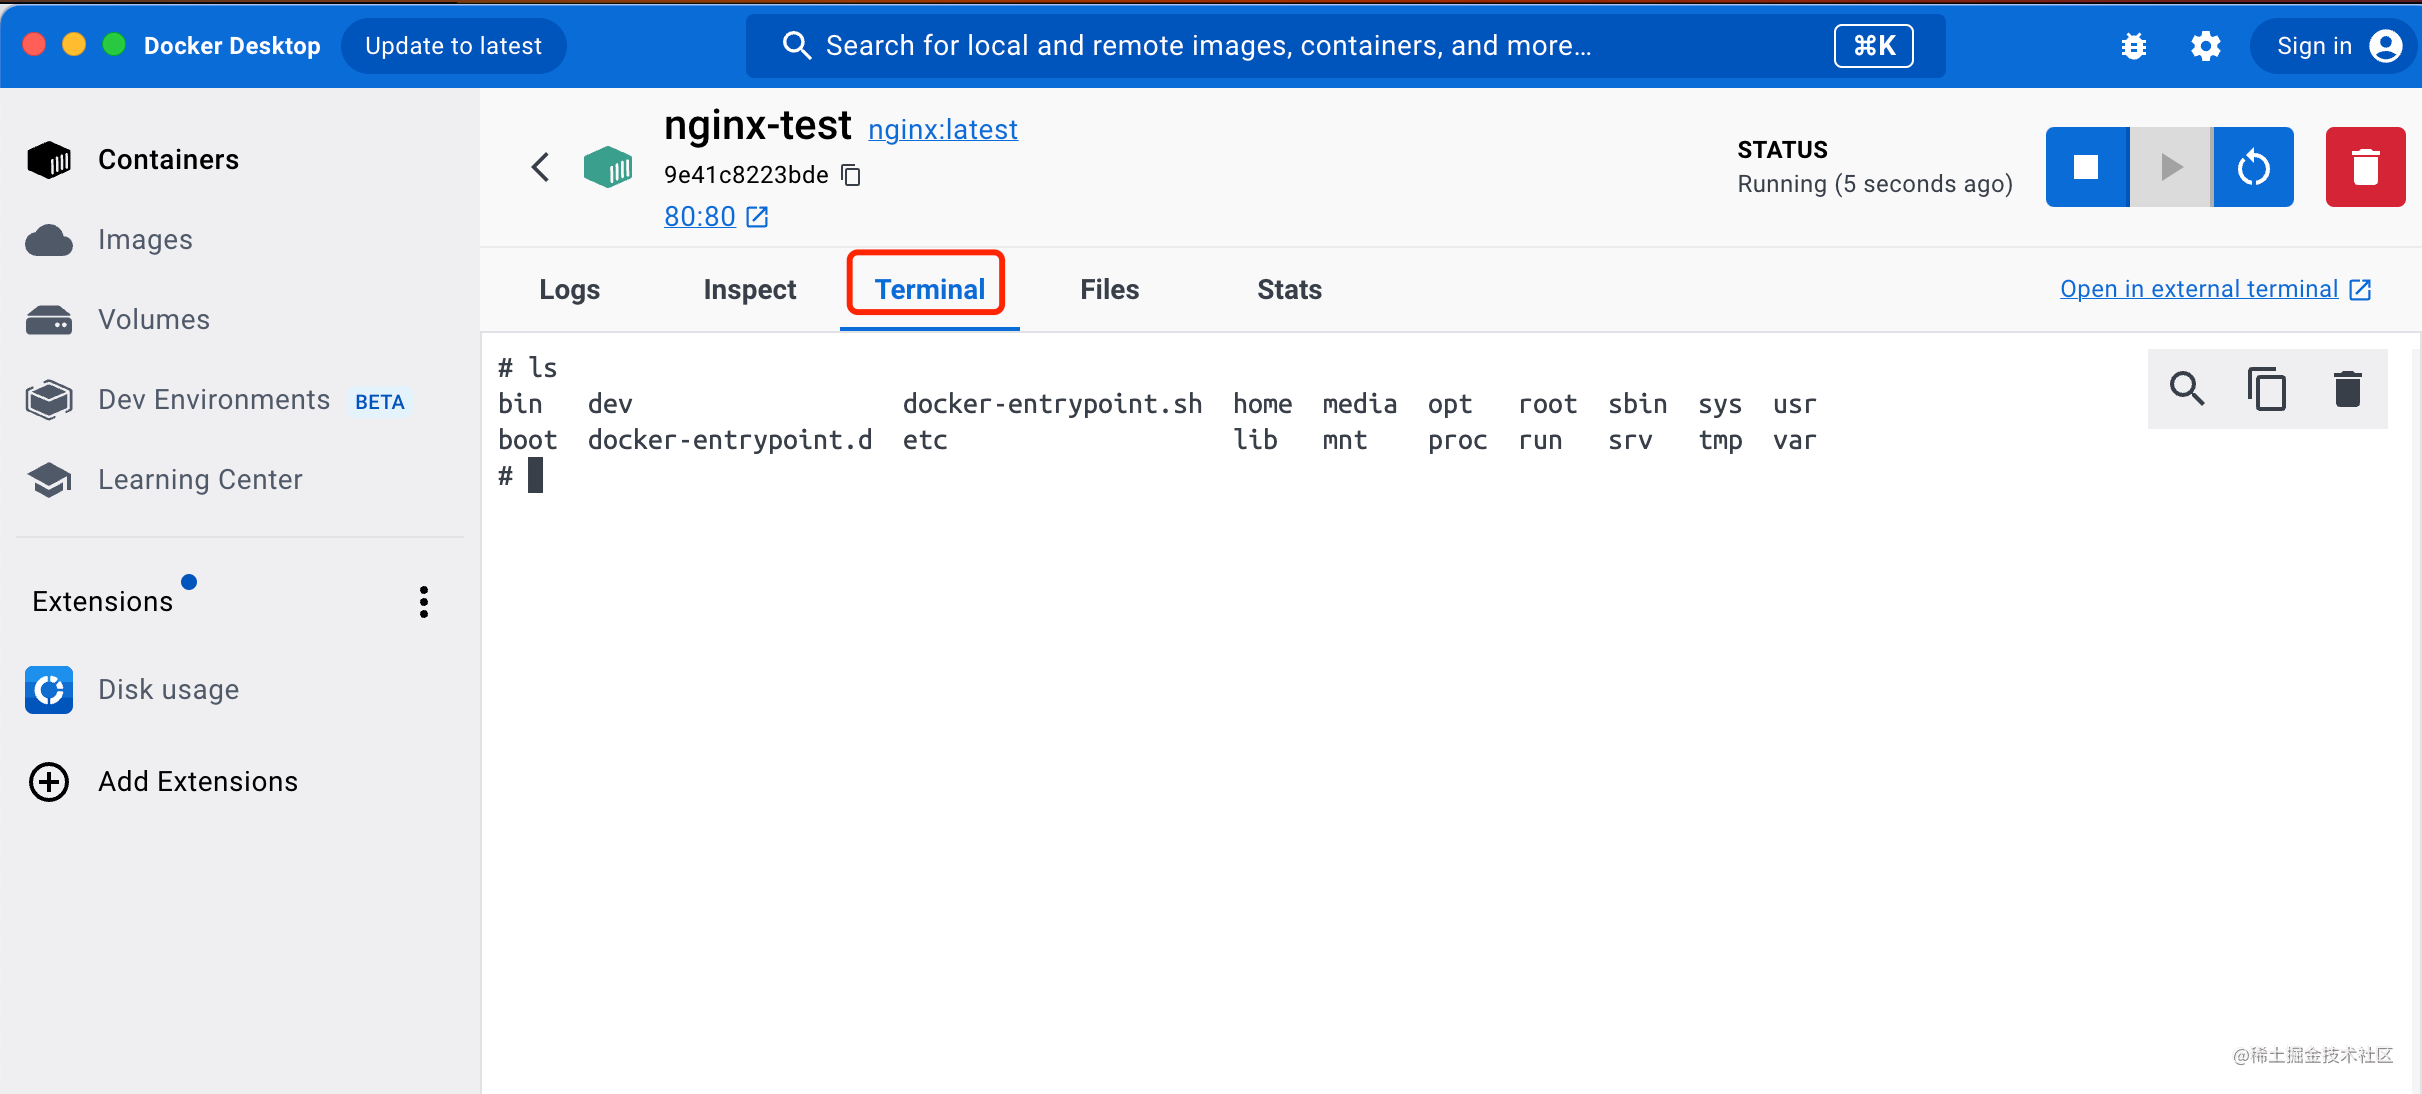 Docker Desktop Update to latest Search for local and remote images, containers, and more... ⌘K Sign in
Containers
Images
Volumes
Dev Environments BETA
Learning Center
Extensions
Disk usage
Add Extensions
nginx-test nginx:latest
9e41c8223bde
80:80
STATUS
Running (5 seconds ago)
Logs Inspect Terminal Files Stats Open in external terminal
# ls
bin dev docker-entrypoint.sh home media opt root sbin sys usr
boot docker-entrypoint.d etc lib mnt proc run srv tmp var
#
@稀土掘金技术社区